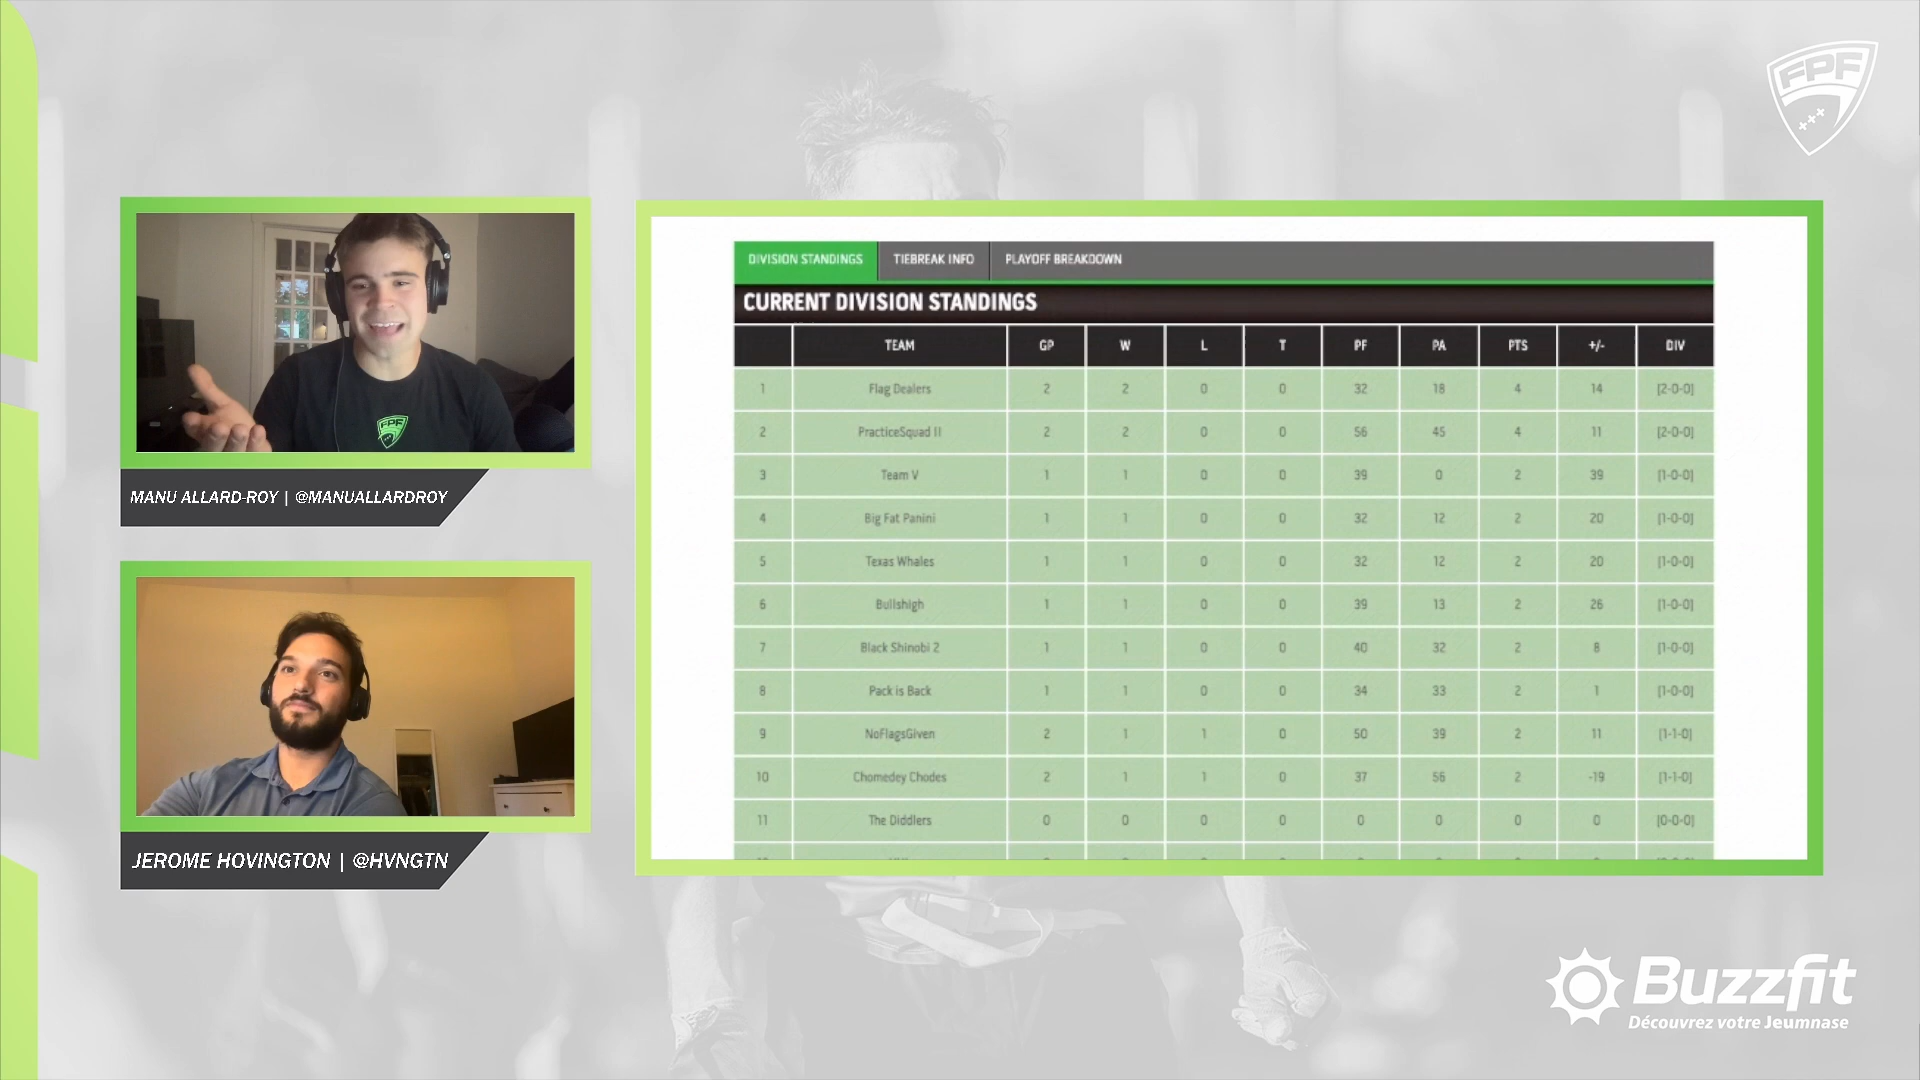 FPF
FPF
MANU ALLARD-ROY | @MANUALLARDROY
JEROME HOVINGTON | @HVNGTN
DIVISION STANDINGS TIEBREAK INFO PLAYOFF BREAKDOWN
CURRENT DIVISION STANDINGS
TEAM GP W L T PF PA PTS +/- DIV
1 Flag Dealers 2 2 0 0 32 18 4 14 [2-0-0]
2 PracticeSquad II 2 2 0 0 56 45 4 11 [2-0-0]
3 Team V 1 1 0 0 39 0 2 39 [1-0-0]
4 Big Fat Panini 1 1 0 0 32 12 2 20 [1-0-0]
5 Texas Whales 1 1 0 0 32 12 2 20 [1-0-0]
6 Bullshigh 1 1 0 0 39 13 2 26 [1-0-0]
7 Black Shinobi 2 1 1 0 0 40 32 2 8 [1-0-0]
8 Pack is Back 1 1 0 0 34 33 2 1 [1-0-0]
9 NoFlagsGiven 2 1 1 0 50 39 2 11 [1-1-0]
10 Chomedey Chodes 2 1 1 0 37 56 2 -19 [1-1-0]
11 The Diddlers 0 0 0 0 0 0 0 0 [0-0-0]
Buzzfit
Découvrez votre Jeumnase